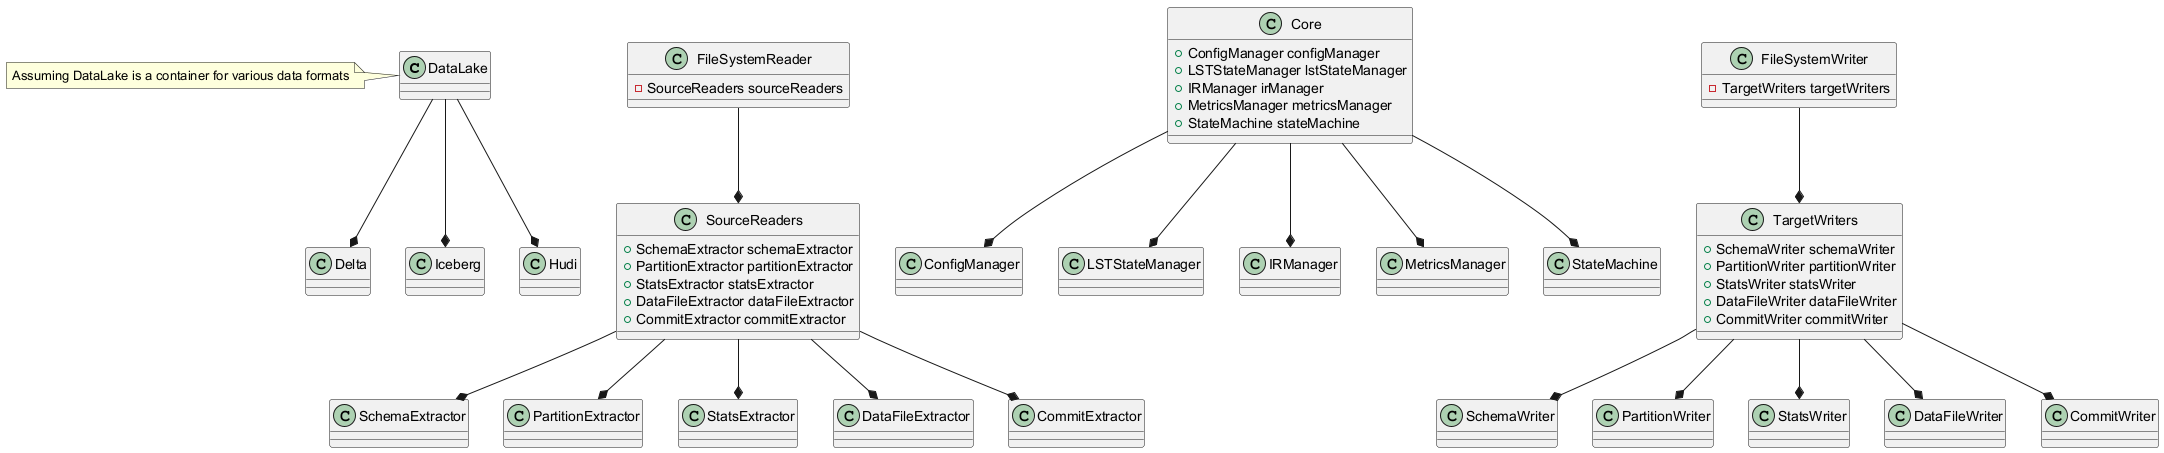 Assuming DataLake is a container for various data formats
C DataLake
C FileSystemReader
SourceReaders sourceReaders
C Core
ConfigManager configManager
LSTStateManager lstStateManager
IRManager irManager
MetricsManager metricsManager
StateMachine stateMachine
C FileSystemWriter
TargetWriters targetWriters
C Delta
C Iceberg
C Hudi
C SourceReaders
SchemaExtractor schemaExtractor
PartitionExtractor partitionExtractor
StatsExtractor statsExtractor
DataFileExtractor dataFileExtractor
CommitExtractor commitExtractor
C ConfigManager
C LSTStateManager
C IRManager
C MetricsManager
C StateMachine
C TargetWriters
SchemaWriter schemaWriter
PartitionWriter partitionWriter
StatsWriter statsWriter
DataFileWriter dataFileWriter
CommitWriter commitWriter
C SchemaExtractor
C PartitionExtractor
C StatsExtractor
C DataFileExtractor
C CommitExtractor
C SchemaWriter
C PartitionWriter
C StatsWriter
C DataFileWriter
C CommitWriter